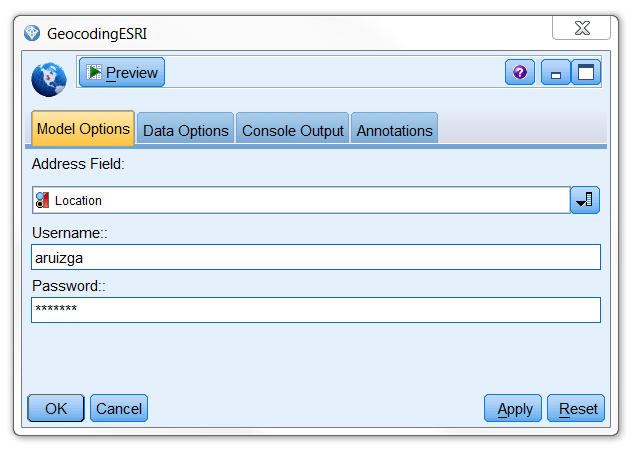 GeocodingESRI
Preview
?
Model Options Data Options Console Output Annotations
Address Field:
Location
Username::
aruizga
Password::
*******
OK Cancel Apply Reset